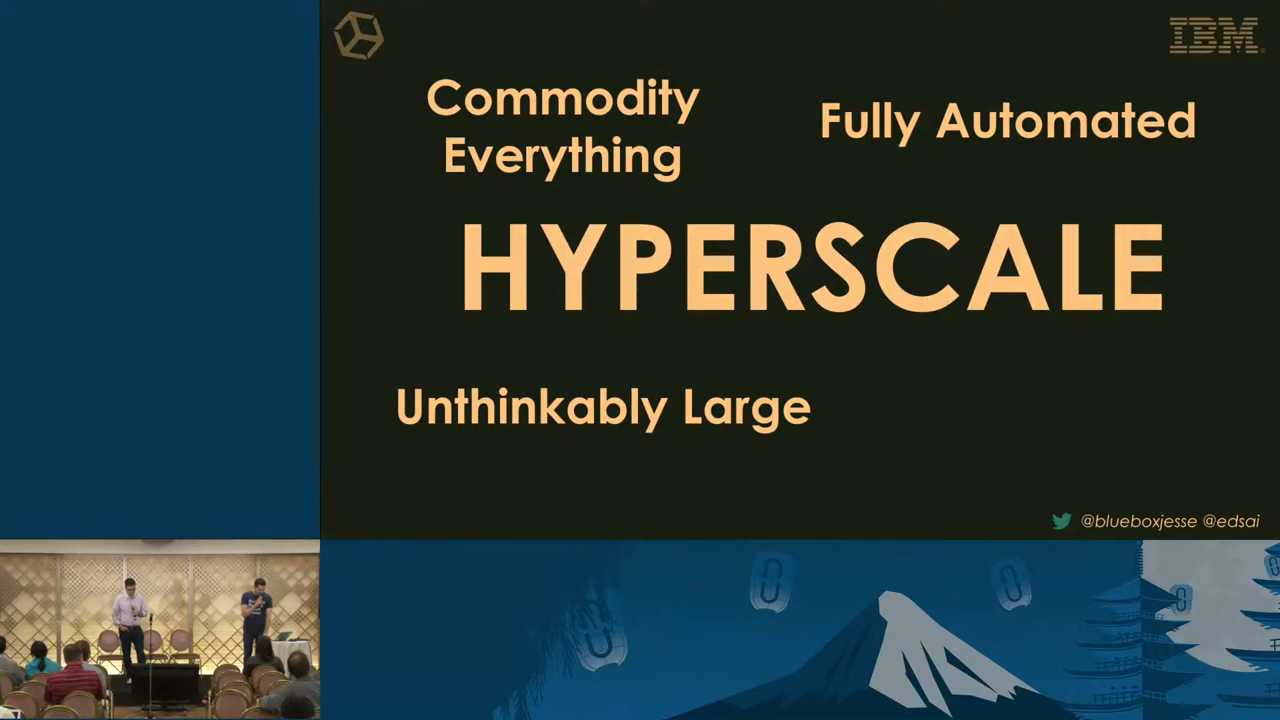 IBM
Commodity
Everything
Fully Automated
HYPERSCALE
Unthinkably Large
@blueboxjesse @edsai